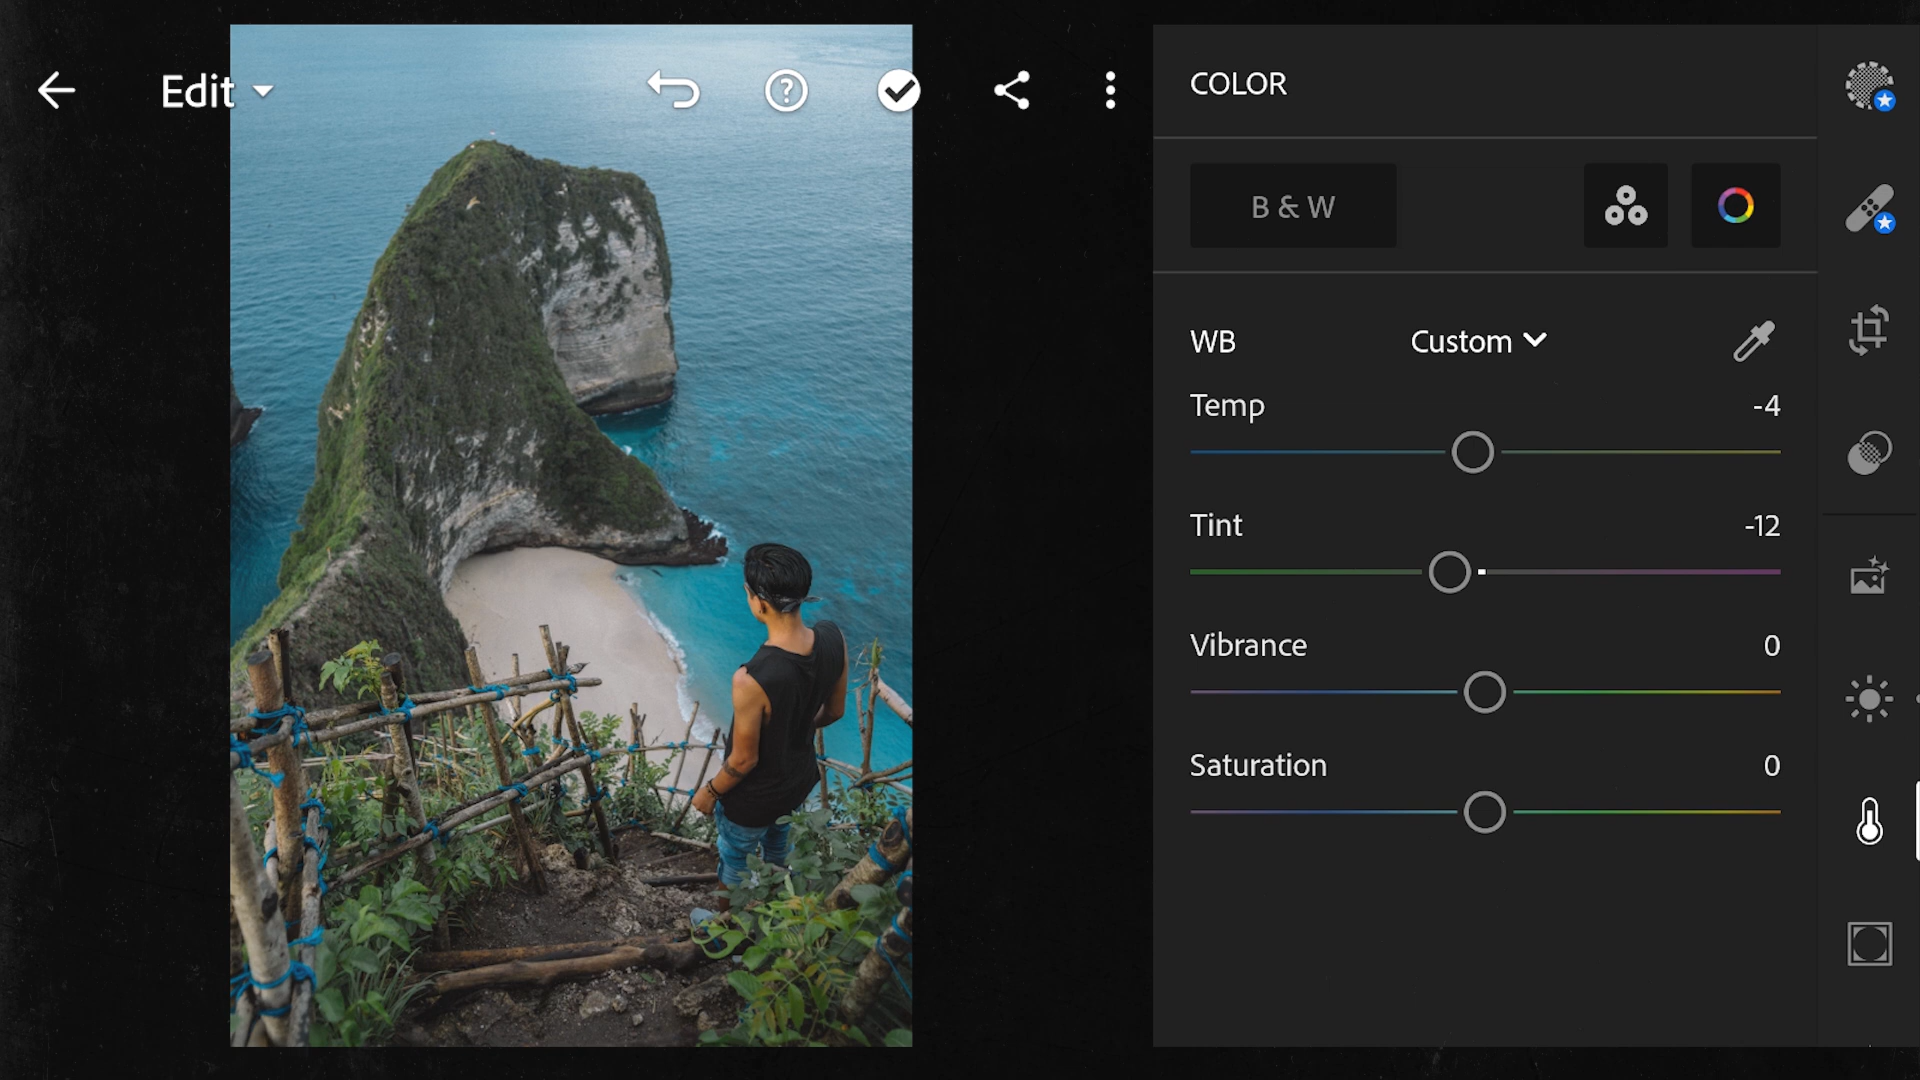 Edit
COLOR
B & W
WB Custom
Temp -4
Tint -12
Vibrance 0
Saturation 0